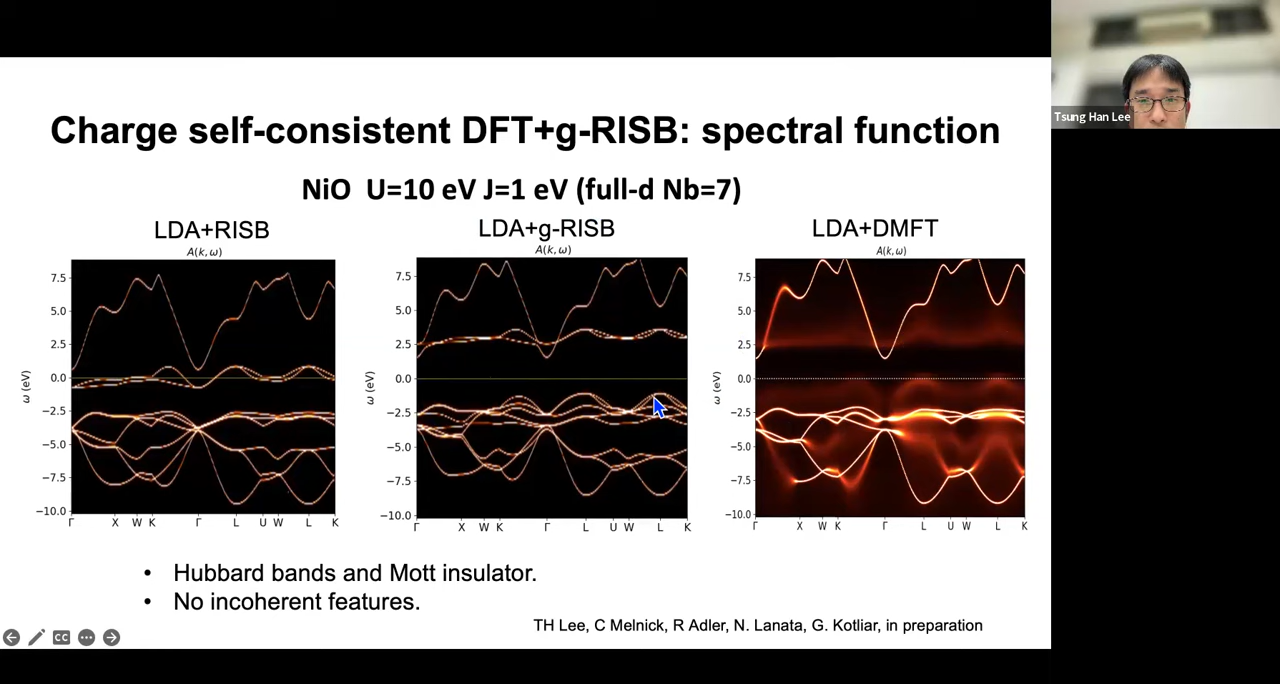 Charge self-consistent DFT+g-RISB: spectral function
NiO U=10 eV J=1 eV (full-d Nb=7)
LDA+RISB
A(k,ω)
7.5
5.0
2.5
0.0
−2.5
−5.0
−7.5
−10.0
ω (eV)
Γ X W K Γ L U W L K
LDA+g-RISB
A(k,ω)
7.5
5.0
2.5
0.0
−2.5
−5.0
−7.5
−10.0
ω (eV)
Γ X W K Γ L U W L K
LDA+DMFT
A(k,ω)
7.5
5.0
2.5
0.0
−2.5
−5.0
−7.5
−10.0
ω (eV)
Γ X W K Γ L U W L K
• Hubbard bands and Mott insulator.
• No incoherent features.
TH Lee, C Melnick, R Adler, N. Lanata, G. Kotliar, in preparation
CC
Tsung Han Lee